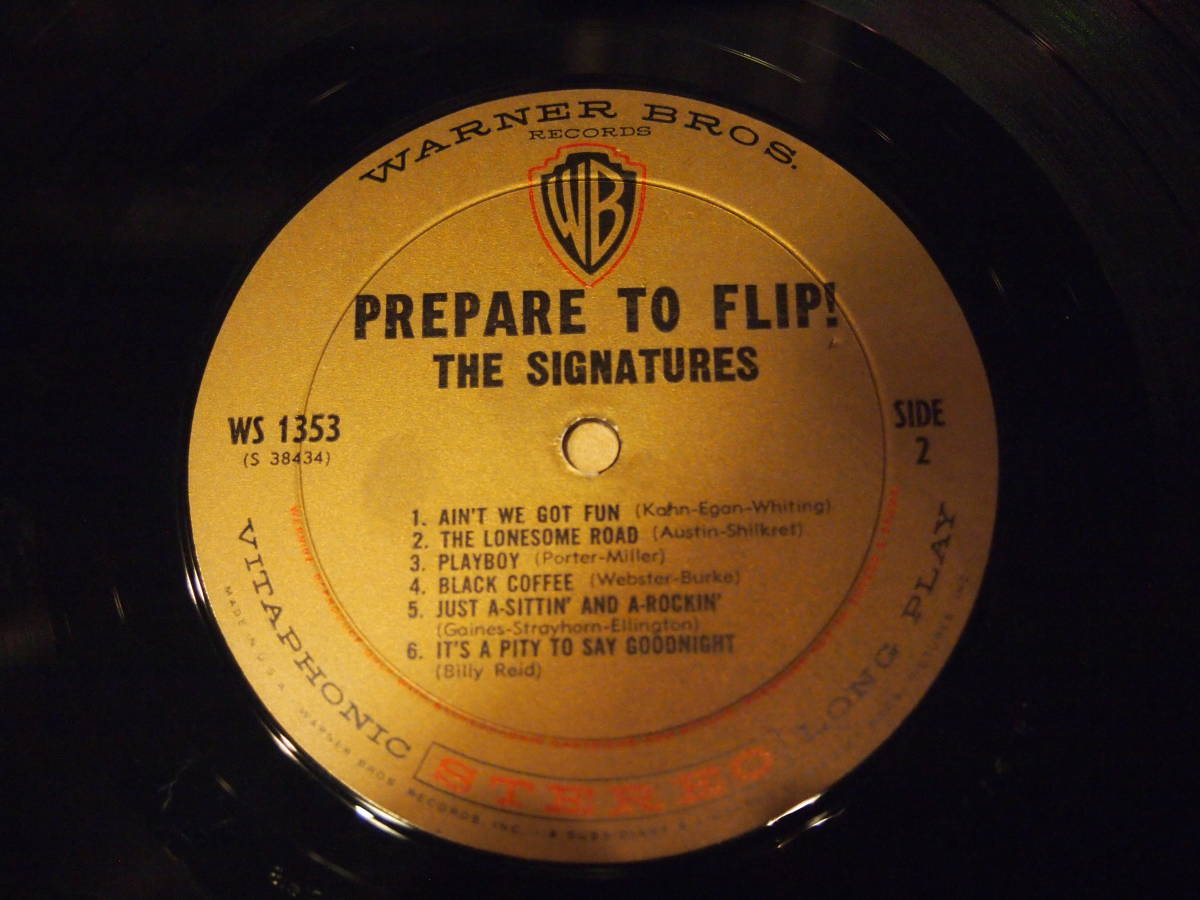 WARNER BROS.
RECORDS
WB
PREPARE TO FLIP!
THE SIGNATURES
WS 1353
(S 38434)
SIDE
2
1. AIN'T WE GOT FUN (Kahn-Egan-Whiting)
2. THE LONESOME ROAD (Austin-Shilkret)
3. PLAYBOY (Porter-Miller)
4. BLACK COFFEE (Webster-Burke)
5. JUST A-SITTIN' AND A-ROCKIN'
(Gaines-Strayhorn-Ellington)
6. IT'S A PITY TO SAY GOODNIGHT
(Billy Reid)
VITAPHONIC STEREO LONG PLAY
MADE IN U.S.A. WARNER BROS. RECORDS, INC.